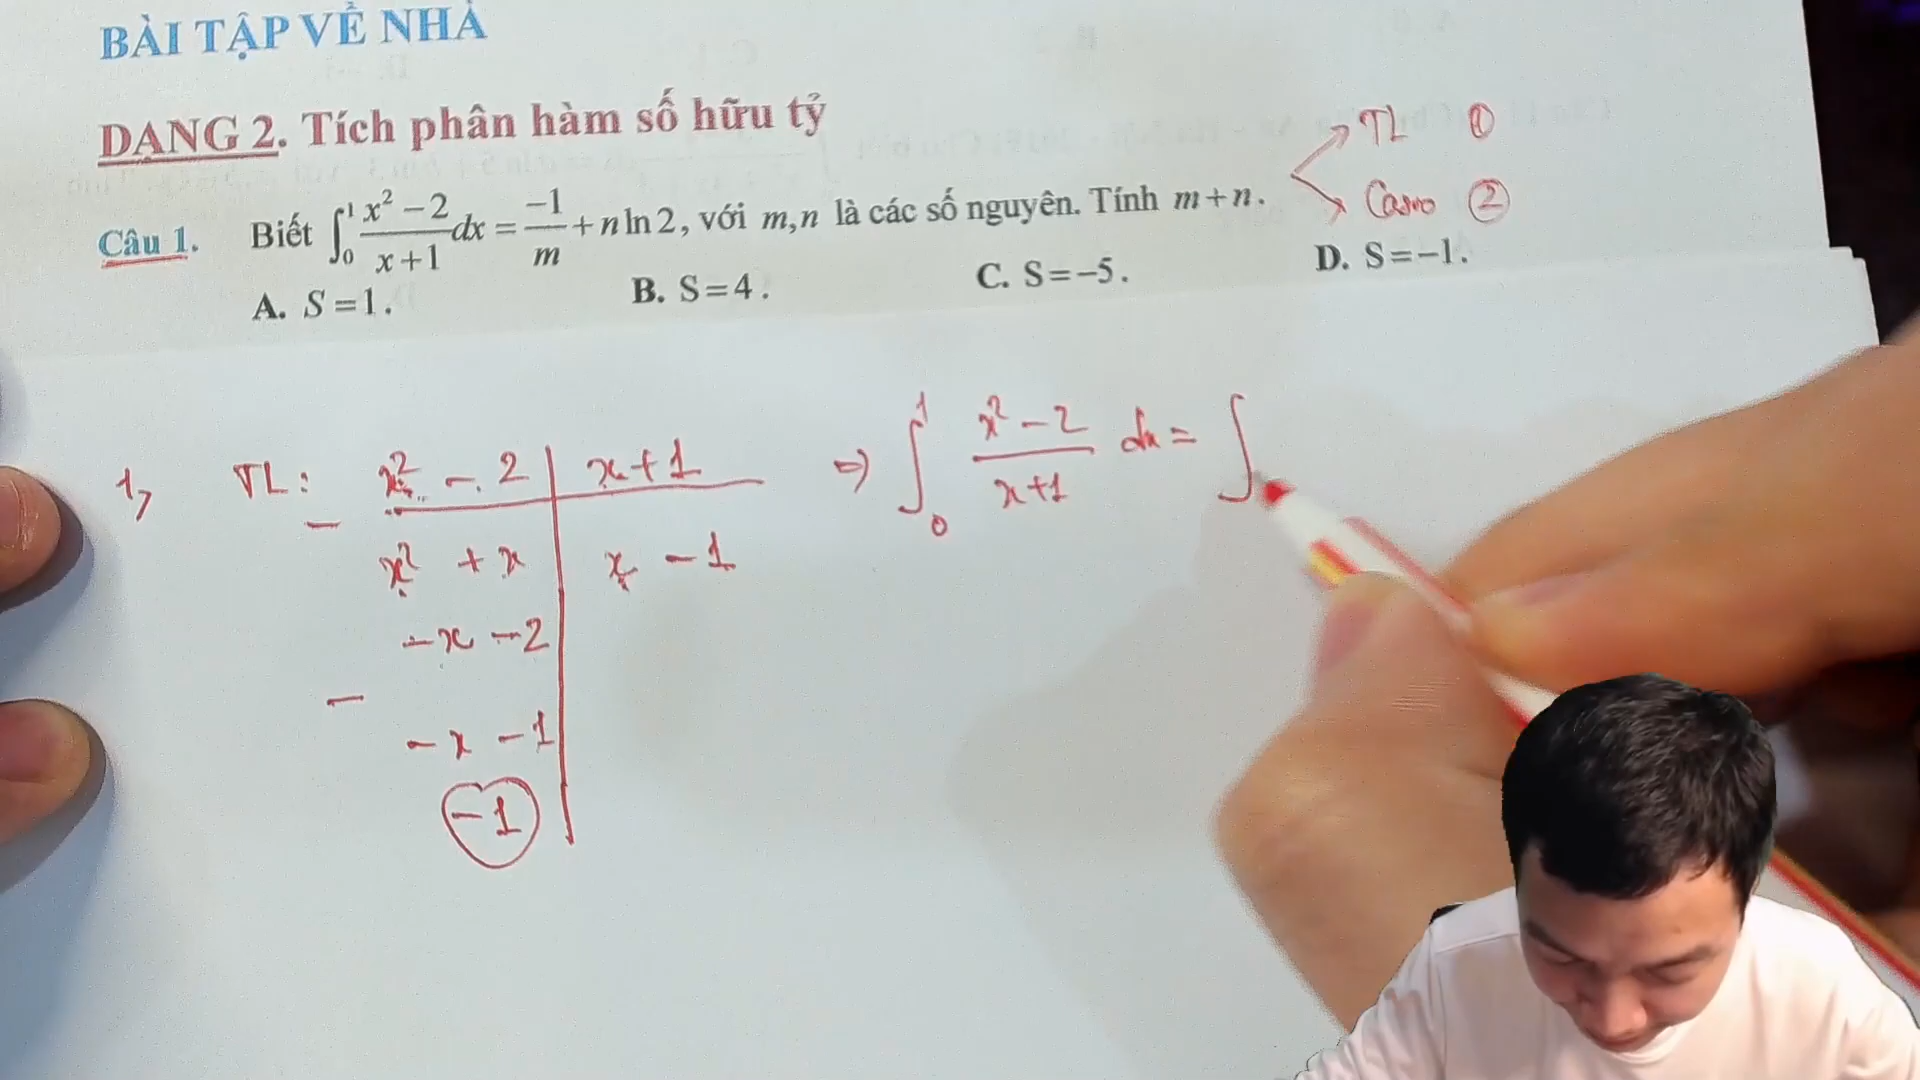 BÀI TẬP VỀ NHÀ
DẠNG 2. Tích phân hàm số hữu tỷ
Câu 1. Biết ∫₀¹ (x² − 2)/(x + 1) dx = −1/m + n ln 2, với m, n là các số nguyên. Tính m + n.
TL ①
Casio ②
A. S = 1. B. S = 4. C. S = −5. D. S = −1.
1, TL: x² − 2 | x + 1
− x² + x | x − 1
−x − 2
− −x − 1
−1
⇒ ∫₀¹ (x² − 2)/(x + 1) dx = ∫